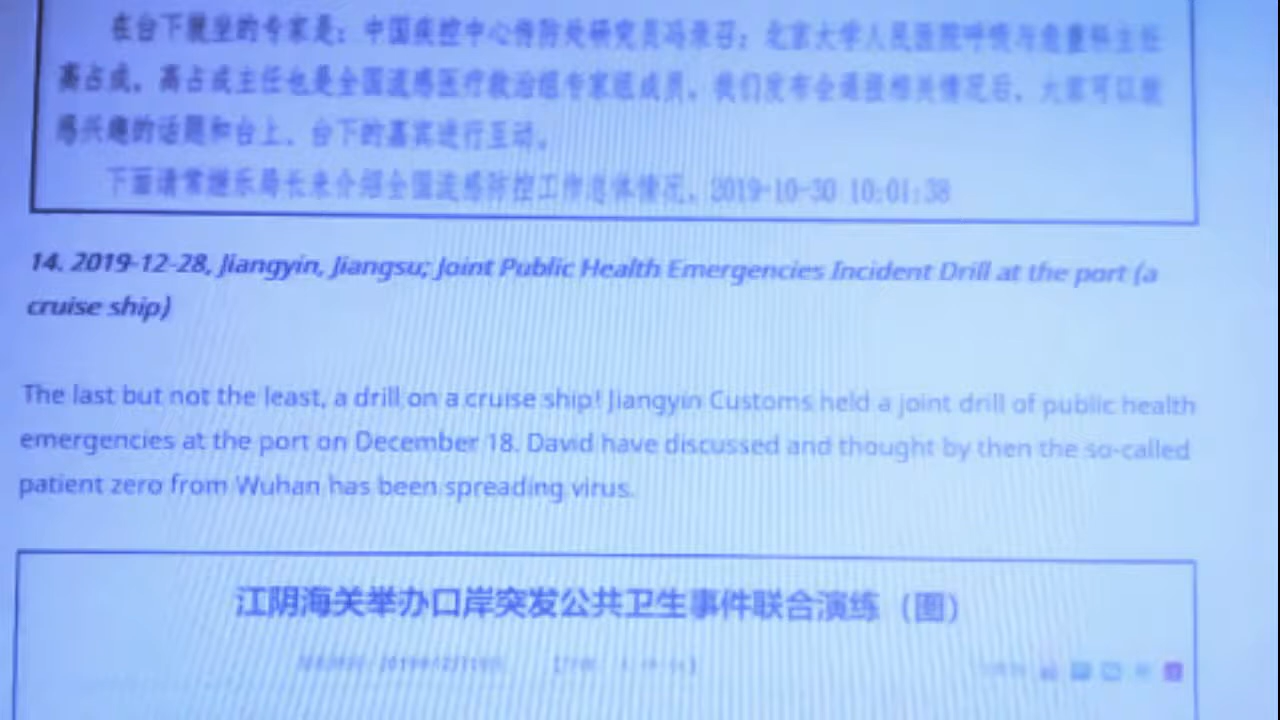 在台下就坐的专家是：中国疾控中心传防处研究员冯录召；北京大学人民医院呼吸与危重科主任
高占成。高占成主任也是全国流感医疗救治组专家组成员。我们发布会通报相关情况后，大家可以就
感兴趣的话题和台上、台下的嘉宾进行互动。
下面请常继乐局长来介绍全国流感防控工作总体情况。2019-10-30 10:01:38
14. 2019-12-28, Jiangyin, Jiangsu; Joint Public Health Emergencies Incident Drill at the port (a
cruise ship)
The last but not the least, a drill on a cruise ship! Jiangyin Customs held a joint drill of public health
emergencies at the port on December 18. David have discussed and thought by then the so-called
patient zero from Wuhan has been spreading virus.
江阴海关举办口岸突发公共卫生事件联合演练（图）